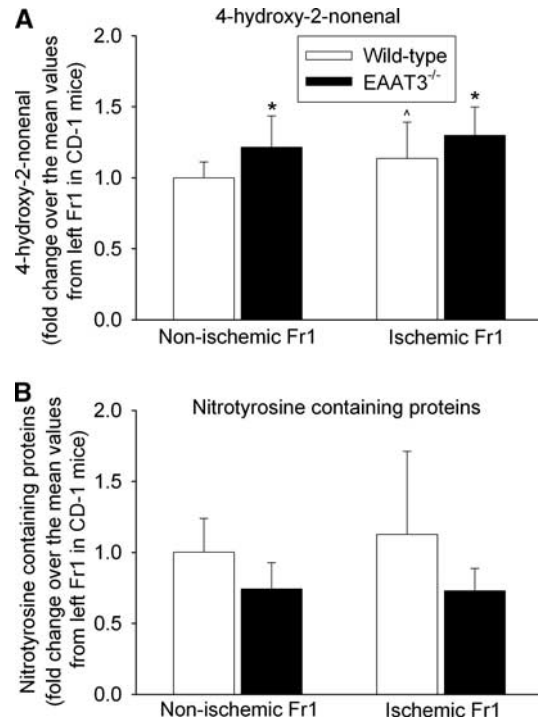 A
4-hydroxy-2-nonenal
4-hydroxy-2-nonenal
(fold change over the mean values
from left Fr1 in CD-1 mice)
2.0
1.5
1.0
0.5
0.0
Wild-type
EAAT3-/-
*
^
*
Non-ischemic Fr1
Ischemic Fr1
B
Nitrotyrosine containing proteins
Nitrotyrosine containing proteins
(fold change over the mean values
from left Fr1 in CD-1 mice)
2.0
1.5
1.0
0.5
0.0
Non-ischemic Fr1
Ischemic Fr1